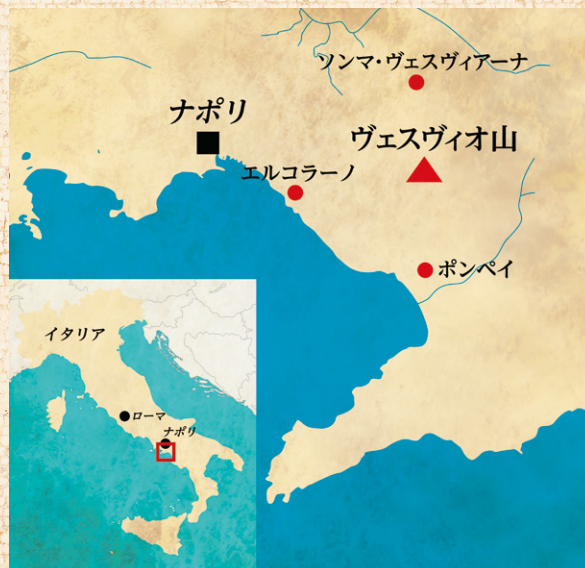 ソンマ・ヴェスヴィアーナ
ナポリ
ヴェスヴィオ山
エルコラーノ
ポンペイ
イタリア
ローマ
ナポリ